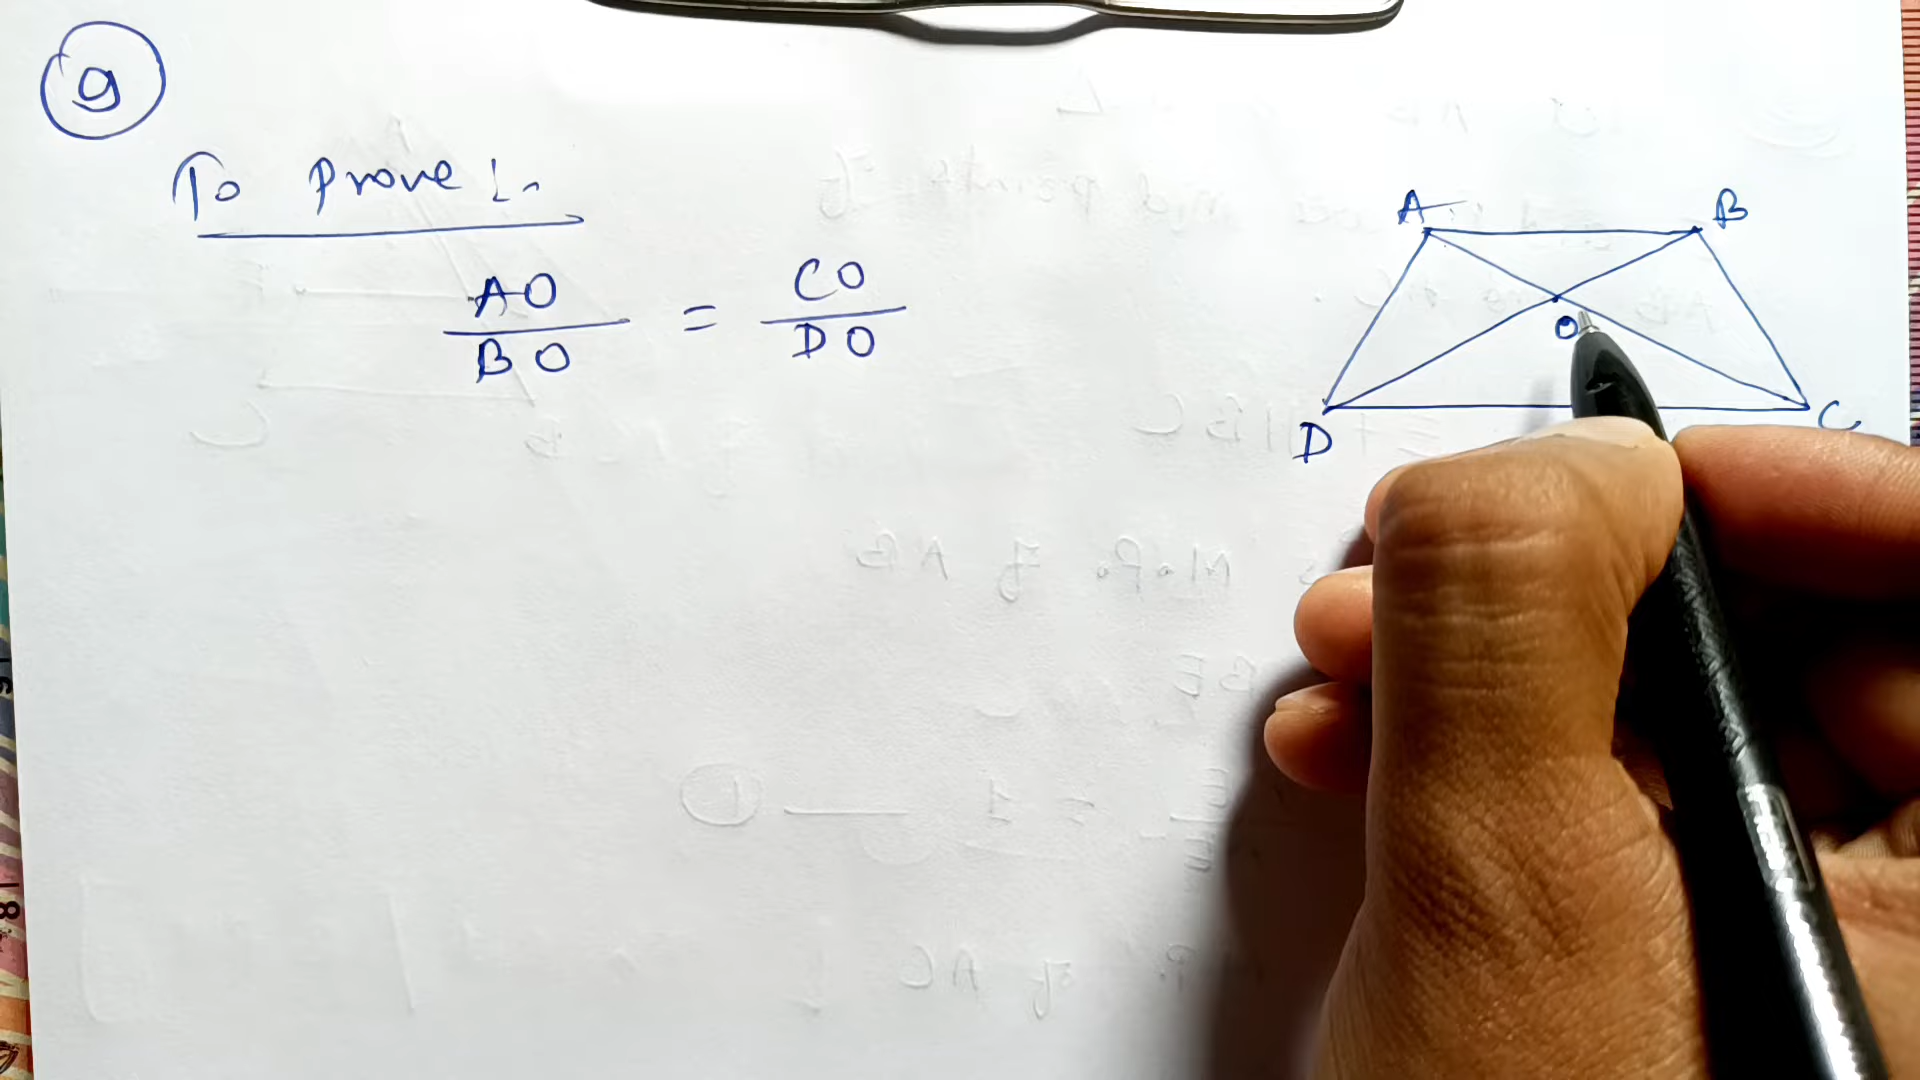 9
To Prove :-
AO / BO = CO / DO
A B
O
D C